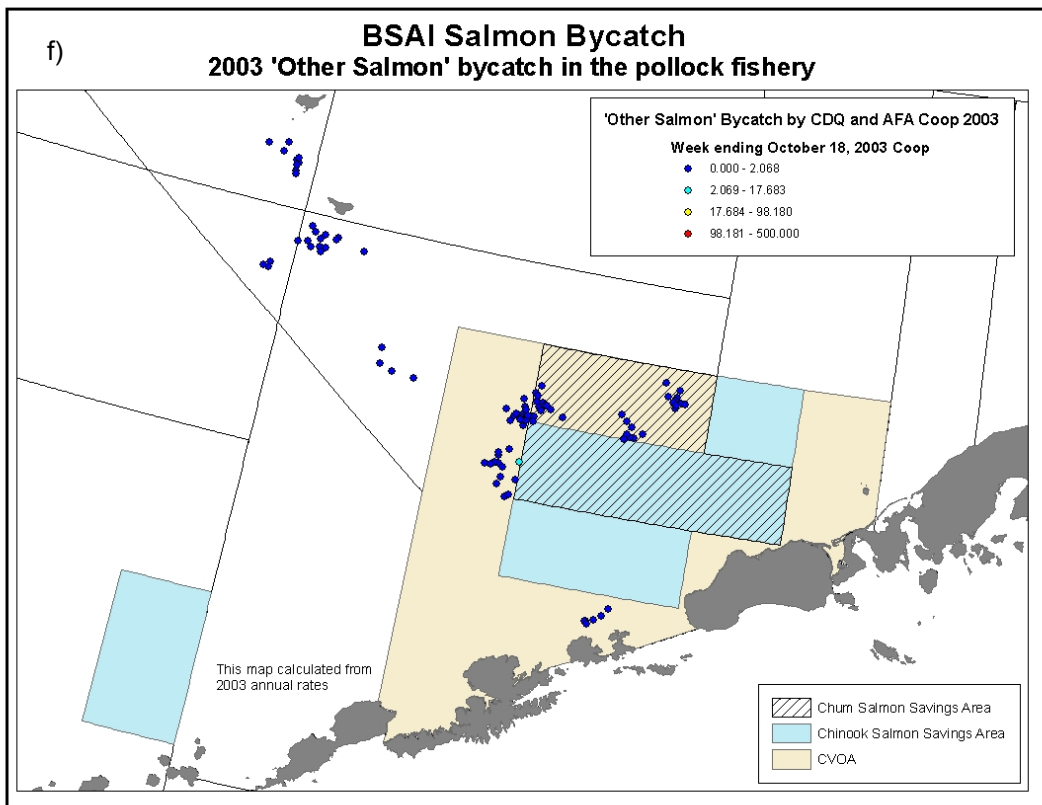 f)
BSAI Salmon Bycatch
2003 'Other Salmon' bycatch in the pollock fishery
'Other Salmon' Bycatch by CDQ and AFA Coop 2003
Week ending October 18, 2003 Coop
0.000 - 2.068
2.069 - 17.683
17.684 - 98.180
98.181 - 500.000
This map calculated from
2003 annual rates
Chum Salmon Savings Area
Chinook Salmon Savings Area
CVOA